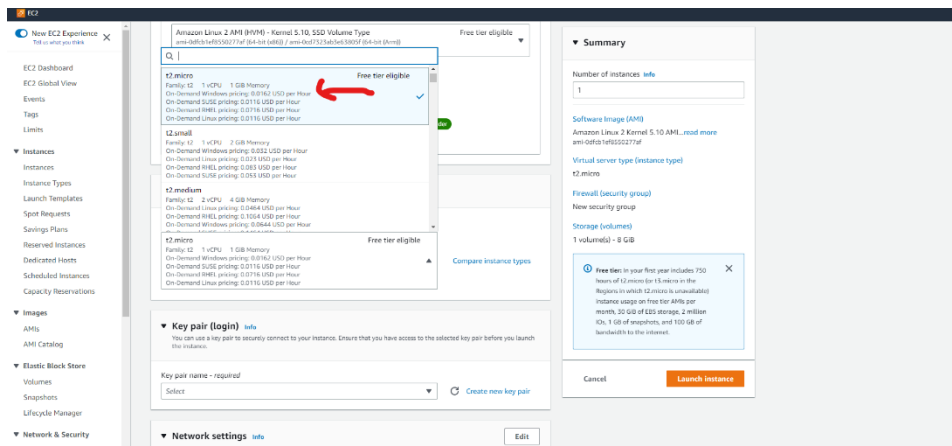 EC2
New EC2 Experience
Tell us what you think
EC2 Dashboard
EC2 Global View
Events
Tags
Limits
Instances
Instances
Instance Types
Launch Templates
Spot Requests
Savings Plans
Reserved Instances
Dedicated Hosts
Scheduled Instances
Capacity Reservations
Images
AMIs
AMI Catalog
Elastic Block Store
Volumes
Snapshots
Lifecycle Manager
Network & Security
Amazon Linux 2 AMI (HVM) - Kernel 5.10, SSD Volume Type
Free tier eligible
t2.micro
Free tier eligible
Family: t2 1 vCPU 1 GiB Memory
On-Demand Windows pricing: 0.0162 USD per Hour
On-Demand SUSE pricing: 0.0116 USD per Hour
On-Demand RHEL pricing: 0.0716 USD per Hour
On-Demand Linux pricing: 0.0116 USD per Hour
t2.small
Family: t2 1 vCPU 2 GiB Memory
On-Demand Windows pricing: 0.032 USD per Hour
On-Demand Linux pricing: 0.023 USD per Hour
On-Demand RHEL pricing: 0.083 USD per Hour
On-Demand SUSE pricing: 0.053 USD per Hour
t2.medium
Family: t2 2 vCPU 4 GiB Memory
On-Demand Linux pricing: 0.0464 USD per Hour
On-Demand RHEL pricing: 0.1064 USD per Hour
On-Demand Windows pricing: 0.0644 USD per Hour
t2.micro
Free tier eligible
Family: t2 1 vCPU 1 GiB Memory
On-Demand Windows pricing: 0.0162 USD per Hour
On-Demand SUSE pricing: 0.0116 USD per Hour
On-Demand RHEL pricing: 0.0716 USD per Hour
On-Demand Linux pricing: 0.0116 USD per Hour
Compare instance types
Key pair (login) Info
You can use a key pair to securely connect to your instance. Ensure that you have access to the selected key pair before you launch
the instance.
Key pair name - required
Select
Create new key pair
Network settings Info
Edit
Summary
Number of instances Info
1
Software Image (AMI)
Amazon Linux 2 Kernel 5.10 AMI...read more
ami-0dfcb1ef8550277af
Virtual server type (instance type)
t2.micro
Firewall (security group)
New security group
Storage (volumes)
1 volume(s) - 8 GiB
Free tier: In your first year includes 750
hours of t2.micro (or t3.micro in the
Regions in which t2.micro is unavailable)
instance usage on free tier AMIs per
month, 30 GiB of EBS storage, 2 million
IOs, 1 GB of snapshots, and 100 GB of
bandwidth to the internet.
Cancel
Launch instance